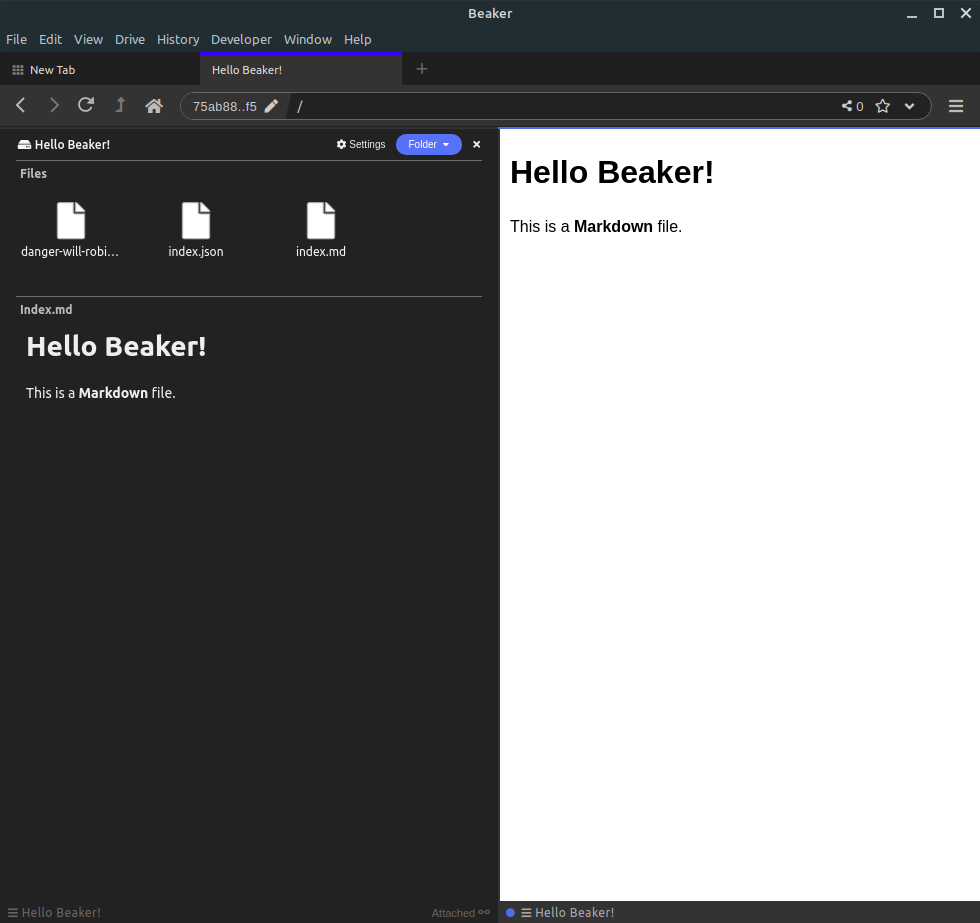 Beaker
File Edit View Drive History Developer Window Help
New Tab
Hello Beaker!
75ab88..f5 / 0
Hello Beaker! Settings Folder
Files
danger-will-robi... index.json index.md
Index.md
Hello Beaker!
This is a Markdown file.
Hello Beaker! Attached
Hello Beaker!
This is a Markdown file.
Hello Beaker!